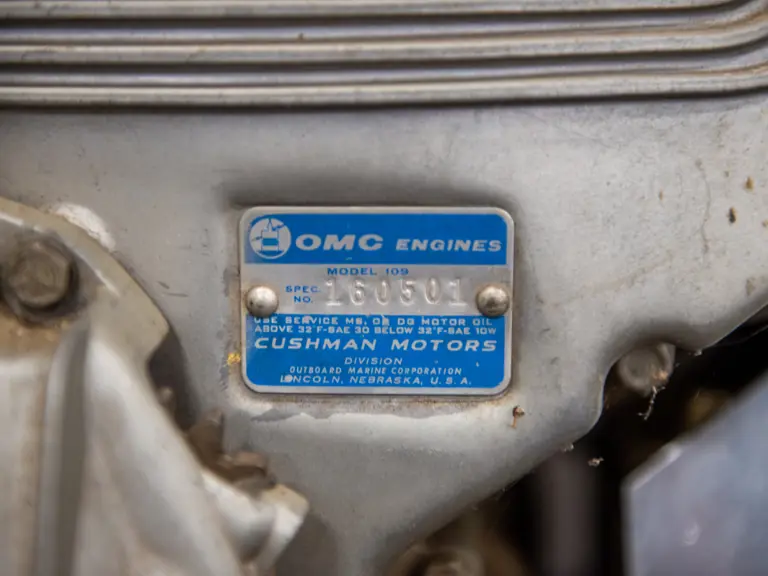 OMC ENGINES
MODEL 109
SPEC. NO. 160501
USE SERVICE MS, OR DG MOTOR OIL
ABOVE 32°F-SAE 30 BELOW 32°F-SAE 10W
CUSHMAN MOTORS
DIVISION
OUTBOARD MARINE CORPORATION
LINCOLN, NEBRASKA, U.S.A.